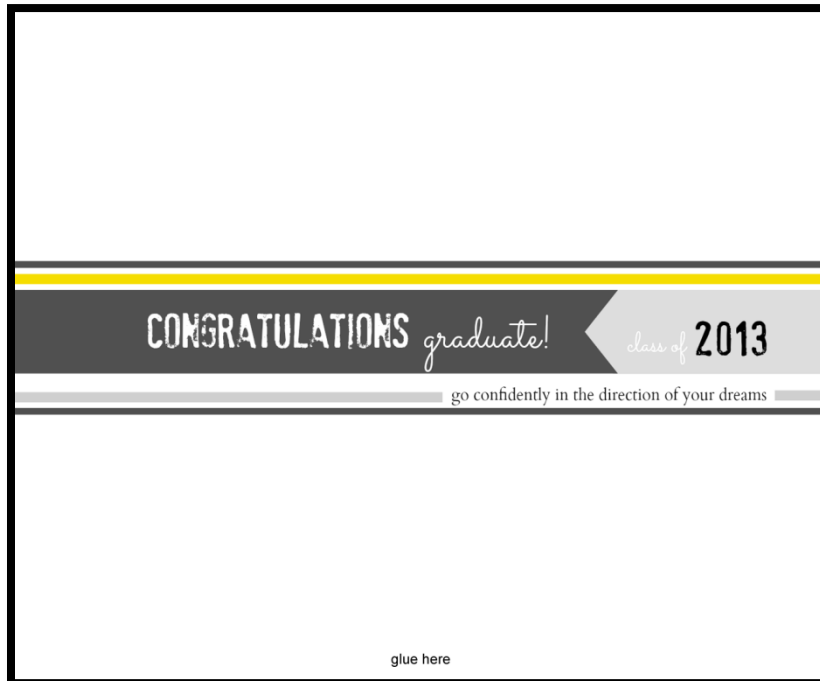 CONGRATULATIONS graduate! class of 2013
go confidently in the direction of your dreams
glue here